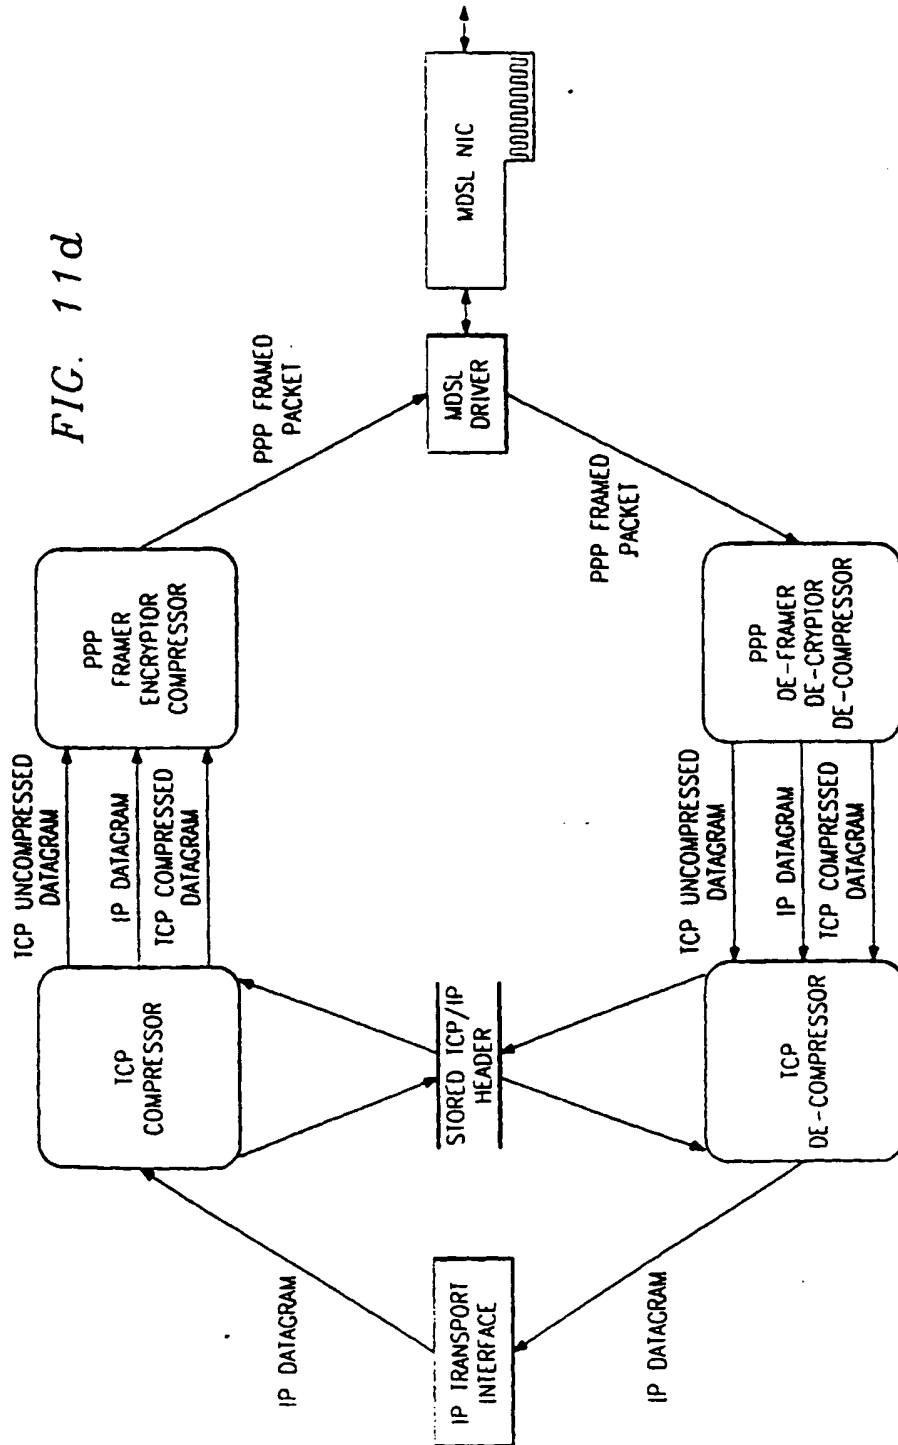 FIG. 11d
TCP
COMPRESSOR
TCP UNCOMPRESSED
DATAGRAM
IP DATAGRAM
TCP COMPRESSED
DATAGRAM
PPP
FRAMER
ENCRYPTOR
COMPRESSOR
PPP FRAMED
PACKET
IP DATAGRAM
IP TRANSPORT
INTERFACE
STORED TCP/IP
HEADER
MDSL
DRIVER
MDSL NIC
IP DATAGRAM
PPP FRAMED
PACKET
TCP
DE-COMPRESSOR
TCP UNCOMPRESSED
DATAGRAM
IP DATAGRAM
TCP COMPRESSED
DATAGRAM
PPP
DE-FRAMER
DE-CRYPTOR
DE-COMPRESSOR